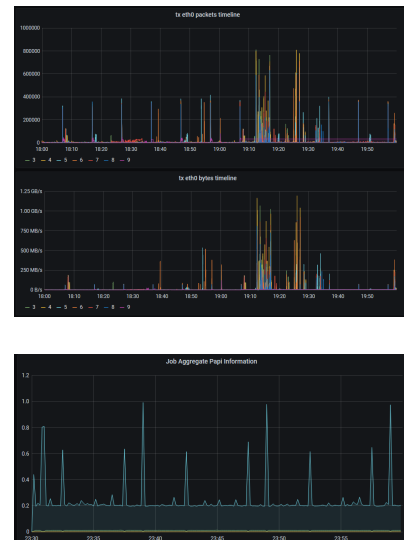 tx eth0 packets timeline
1000000
800000
600000
400000
200000
0
18:00 18:10 18:20 18:30 18:40 18:50 19:00 19:10 19:20 19:30 19:40 19:50
3 4 5 6 7 8 9
tx eth0 bytes timeline
1.25 GB/s
1.00 GB/s
750 MB/s
500 MB/s
250 MB/s
0 B/s
18:00 18:10 18:20 18:30 18:40 18:50 19:00 19:10 19:20 19:30 19:40 19:50
3 4 5 6 7 8 9
Job Aggregate Papi Information
1.2
1.0
0.8
0.6
0.4
0.2
0
23:30 23:35 23:40 23:45 23:50 23:55